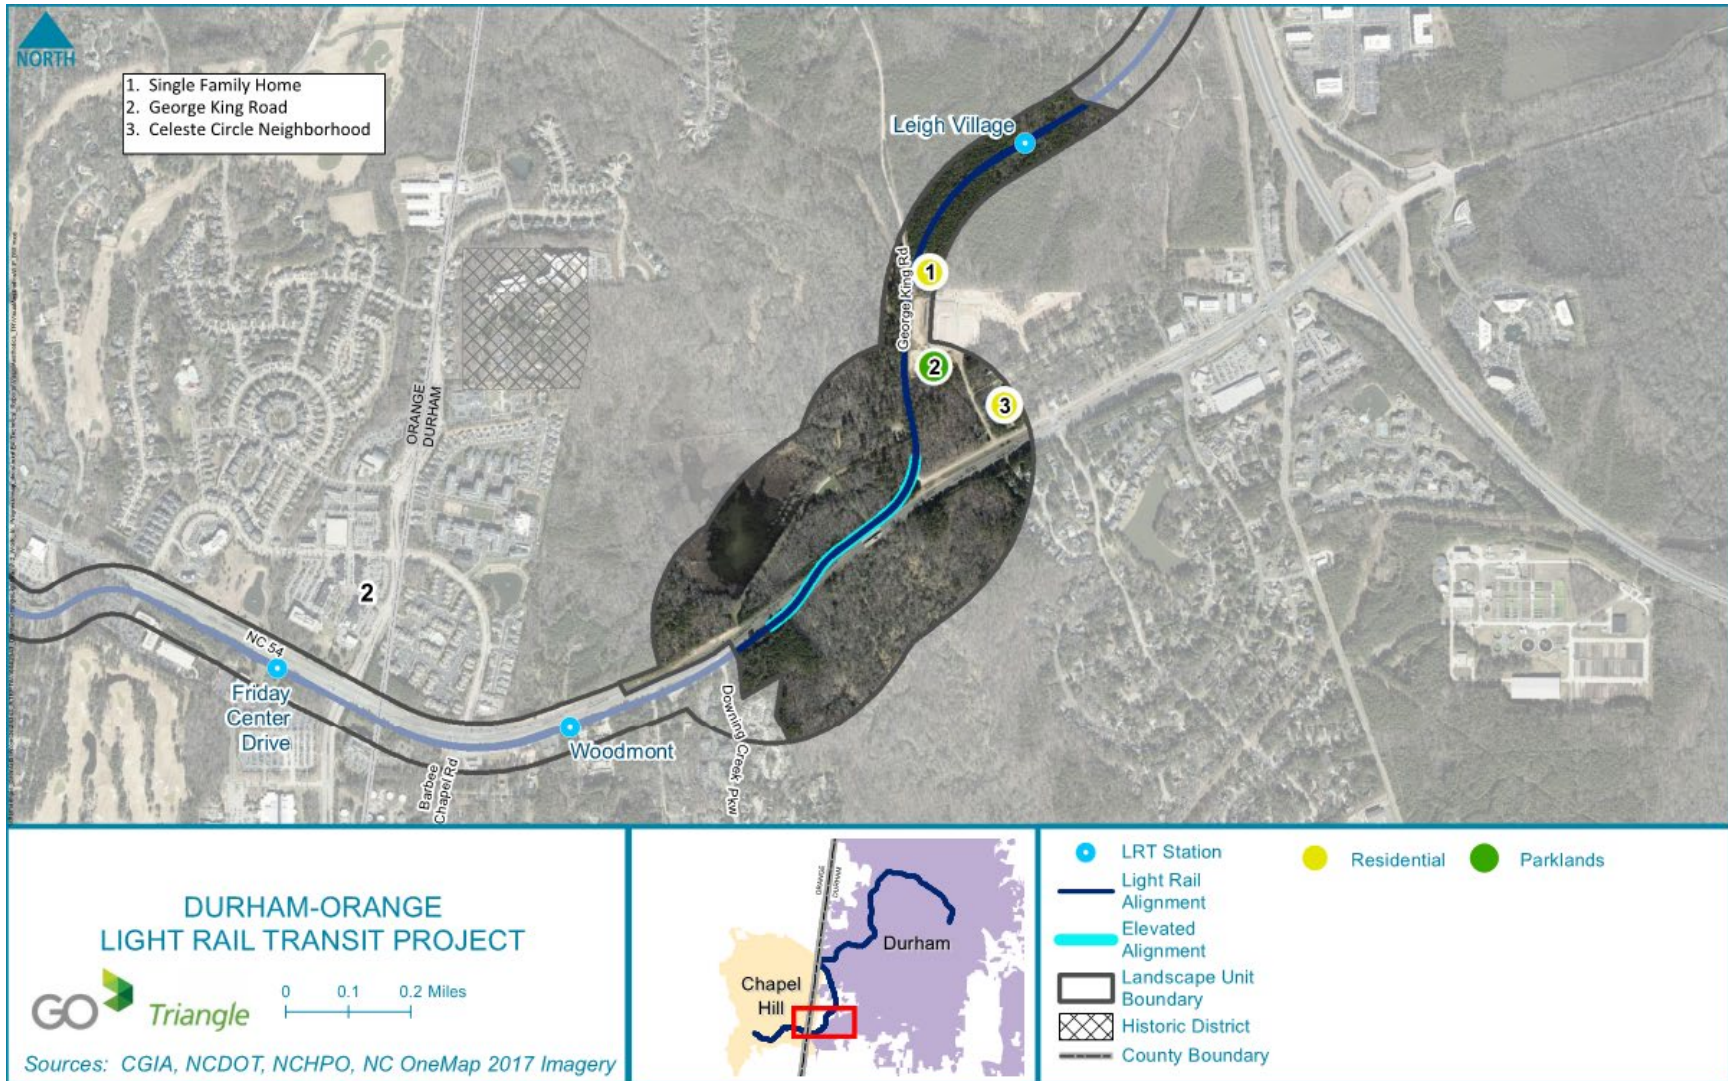 NORTH
1. Single Family Home
2. George King Road
3. Celeste Circle Neighborhood
Leigh Village
George King Rd
1
2
3
ORANGE
DURHAM
2
NC 54
Friday
Center
Drive
Barbee
Chapel Rd
Woodmont
Downing Creek Pkw
DURHAM-ORANGE
LIGHT RAIL TRANSIT PROJECT
GO Triangle
0 0.1 0.2 Miles
Sources: CGIA, NCDOT, NCHPO, NC OneMap 2017 Imagery
ORANGE
DURHAM
Durham
Chapel
Hill
LRT Station
Light Rail
Alignment
Elevated
Alignment
Landscape Unit
Boundary
Historic District
County Boundary
Residential
Parklands